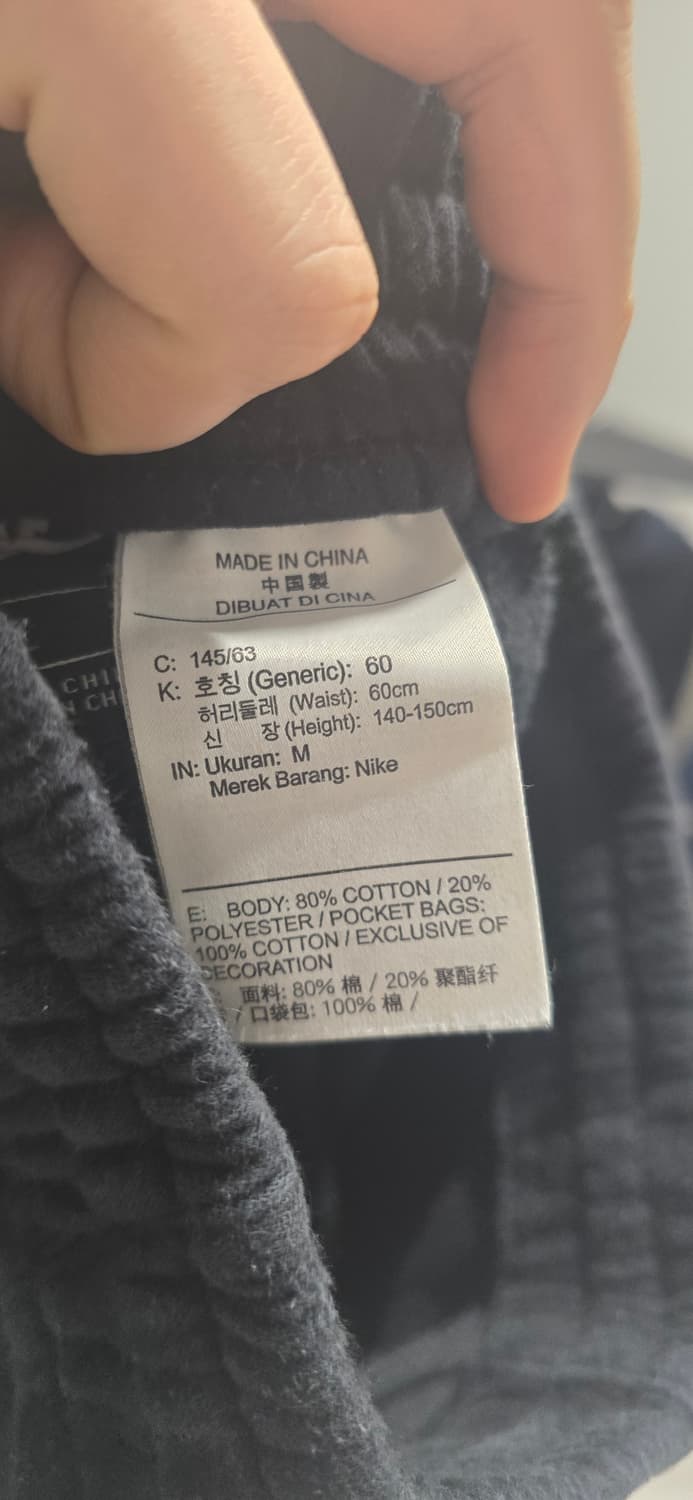 MADE IN CHINA
中国製
DIBUAT DI CINA
C: 145/63
K: 호칭 (Generic): 60
허리둘레 (Waist): 60cm
신 장 (Height): 140-150cm
IN: Ukuran: M
Merek Barang: Nike
E: BODY: 80% COTTON / 20%
POLYESTER / POCKET BAGS:
100% COTTON / EXCLUSIVE OF
DECORATION
面料: 80% 棉 / 20% 聚酯纤
口袋包: 100% 棉 /